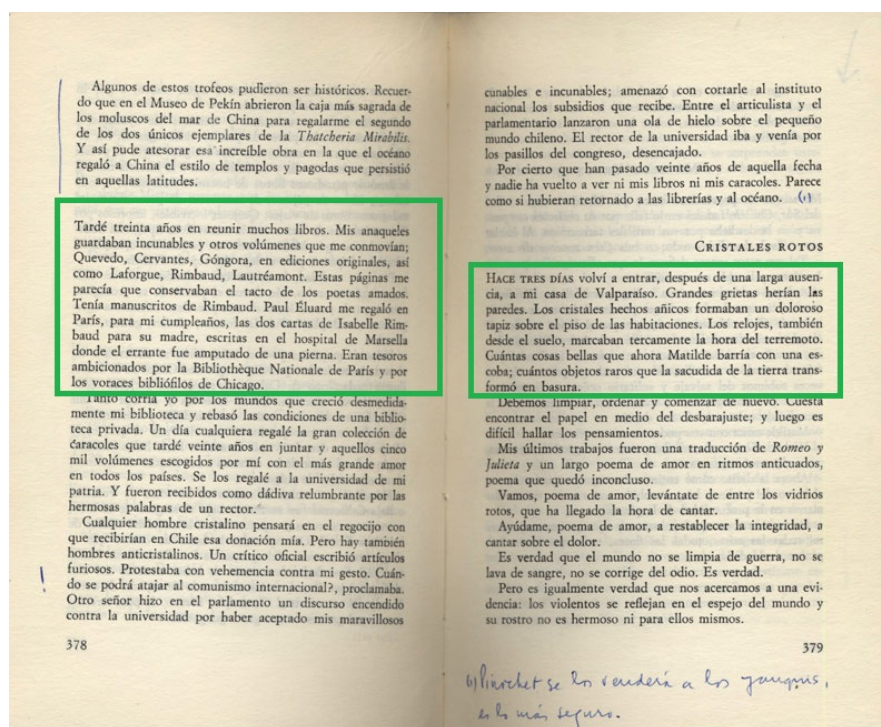 Algunos de estos trofeos pudieron ser históricos. Recuer-
do que en el Museo de Pekín abrieron la caja más sagrada de
los moluscos del mar de China para regalarme el segundo
de los dos únicos ejemplares de la Thatcheria Mirabilis.
Y así pude atesorar esa increíble obra en la que el océano
regaló a China el estilo de templos y pagodas que persistió
en aquellas latitudes.
Tardé treinta años en reunir muchos libros. Mis anaqueles
guardaban incunables y otros volúmenes que me conmovían;
Quevedo, Cervantes, Góngora, en ediciones originales, así
como Laforgue, Rimbaud, Lautréamont. Estas páginas me
parecía que conservaban el tacto de los poetas amados.
Tenía manuscritos de Rimbaud. Paul Éluard me regaló en
París, para mi cumpleaños, las dos cartas de Isabelle Rim-
baud para su madre, escritas en el hospital de Marsella
donde el errante fue amputado de una pierna. Eran tesoros
ambicionados por la Bibliothèque Nationale de París y por
los voraces bibliófilos de Chicago.
Tanto corría yo por los mundos que creció desmedida-
mente mi biblioteca y rebasó las condiciones de una biblio-
teca privada. Un día cualquiera regalé la gran colección de
caracoles que tardé veinte años en juntar y aquellos cinco
mil volúmenes escogidos por mí con el más grande amor
en todos los países. Se los regalé a la universidad de mi
patria. Y fueron recibidos como dádiva relumbrante por las
hermosas palabras de un rector.
Cualquier hombre cristalino pensará en el regocijo con
que recibirían en Chile esa donación mía. Pero hay también
hombres anticristalinos. Un crítico oficial escribió artículos
furiosos. Protestaba con vehemencia contra mi gesto. Cuán-
do se podrá atajar al comunismo internacional?, proclamaba.
Otro señor hizo en el parlamento un discurso encendido
contra la universidad por haber aceptado mis maravillosos
378
cunables e incunables; amenazó con cortarle al instituto
nacional los subsidios que recibe. Entre el articulista y el
parlamentario lanzaron una ola de hielo sobre el pequeño
mundo chileno. El rector de la universidad iba y venía por
los pasillos del congreso, desencajado.
Por cierto que han pasado veinte años de aquella fecha
y nadie ha vuelto a ver ni mis libros ni mis caracoles. Parece
como si hubieran retornado a las librerías y al océano. (1)
CRISTALES ROTOS
HACE TRES DÍAS volví a entrar, después de una larga ausen-
cia, a mi casa de Valparaíso. Grandes grietas herían las
paredes. Los cristales hechos añicos formaban un doloroso
tapiz sobre el piso de las habitaciones. Los relojes, también
desde el suelo, marcaban tercamente la hora del terremoto.
Cuántas cosas bellas que ahora Matilde barría con una es-
coba; cuántos objetos raros que la sacudida de la tierra trans-
formó en basura.
Debemos limpiar, ordenar y comenzar de nuevo. Cuesta
encontrar el papel en medio del desbarajuste; y luego es
difícil hallar los pensamientos.
Mis últimos trabajos fueron una traducción de Romeo y
Julieta y un largo poema de amor en ritmos anticuados,
poema que quedó inconcluso.
Vamos, poema de amor, levántate de entre los vidrios
rotos, que ha llegado la hora de cantar.
Ayúdame, poema de amor, a restablecer la integridad, a
cantar sobre el dolor.
Es verdad que el mundo no se limpia de guerra, no se
lava de sangre, no se corrige del odio. Es verdad.
Pero es igualmente verdad que nos acercamos a una evi-
dencia: los violentos se reflejan en el espejo del mundo y
su rostro no es hermoso ni para ellos mismos.
379
(1) Pinochet se los venderá a los yanquis,
es lo más seguro.